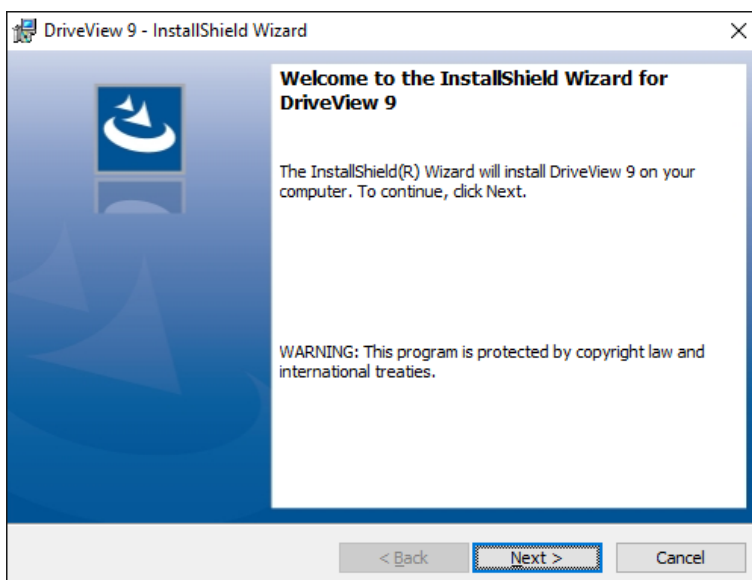 DriveView 9 - InstallShield Wizard
Welcome to the InstallShield Wizard for
DriveView 9
The InstallShield(R) Wizard will install DriveView 9 on your
computer. To continue, click Next.
WARNING: This program is protected by copyright law and
international treaties.
< Back
Next >
Cancel